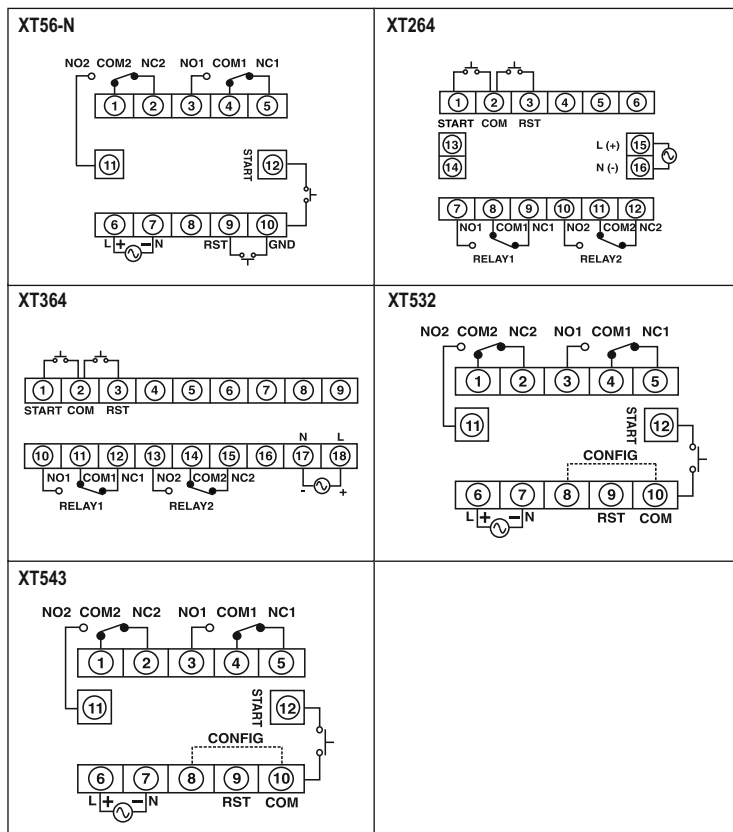 XT56-N
NO2 COM2 NC2 NO1 COM1 NC1
1 2 3 4 5
11 START 12
6 7 8 9 10
L + − N RST GND
XT264
1 2 3 4 5 6
START COM RST
13 L (+) 15
14 N (-) 16
7 8 9 10 11 12
NO1 COM1 NC1 NO2 COM2 NC2
RELAY1 RELAY2
XT364
1 2 3 4 5 6 7 8 9
START COM RST
N L
10 11 12 13 14 15 16 17 18
NO1 COM1 NC1 NO2 COM2 NC2 - +
RELAY1 RELAY2
XT532
NO2 COM2 NC2 NO1 COM1 NC1
1 2 3 4 5
11 START 12
CONFIG
6 7 8 9 10
L + − N RST COM
XT543
NO2 COM2 NC2 NO1 COM1 NC1
1 2 3 4 5
11 START 12
CONFIG
6 7 8 9 10
L + − N RST COM